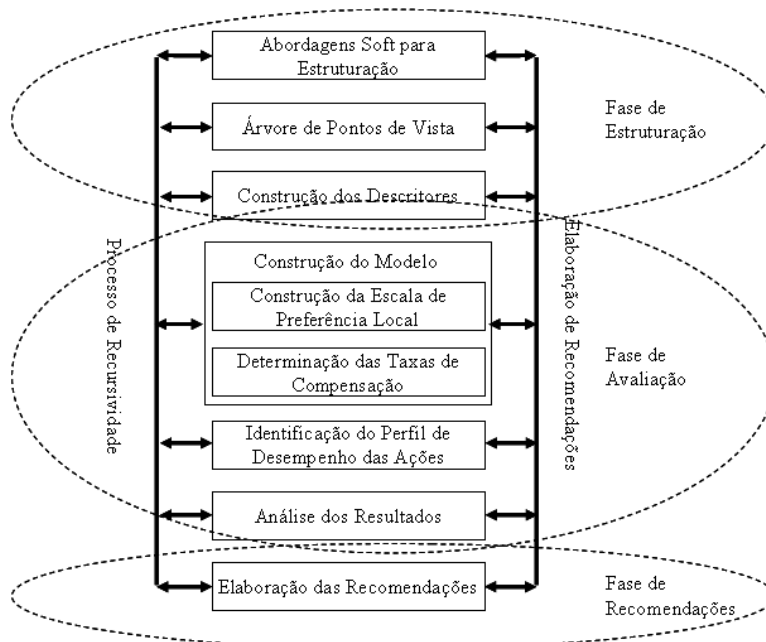 Abordagens Soft para
Estruturação
Árvore de Pontos de Vista
Fase de
Estruturação
Construção dos Descritores
Processo de Recursividade
Elaboração de Recomendações
Construção do Modelo
Construção da Escala de
Preferência Local
Determinação das Taxas de
Compensação
Fase de
Avaliação
Identificação do Perfil de
Desempenho das Ações
Análise dos Resultados
Elaboração das Recomendações
Fase de
Recomendações